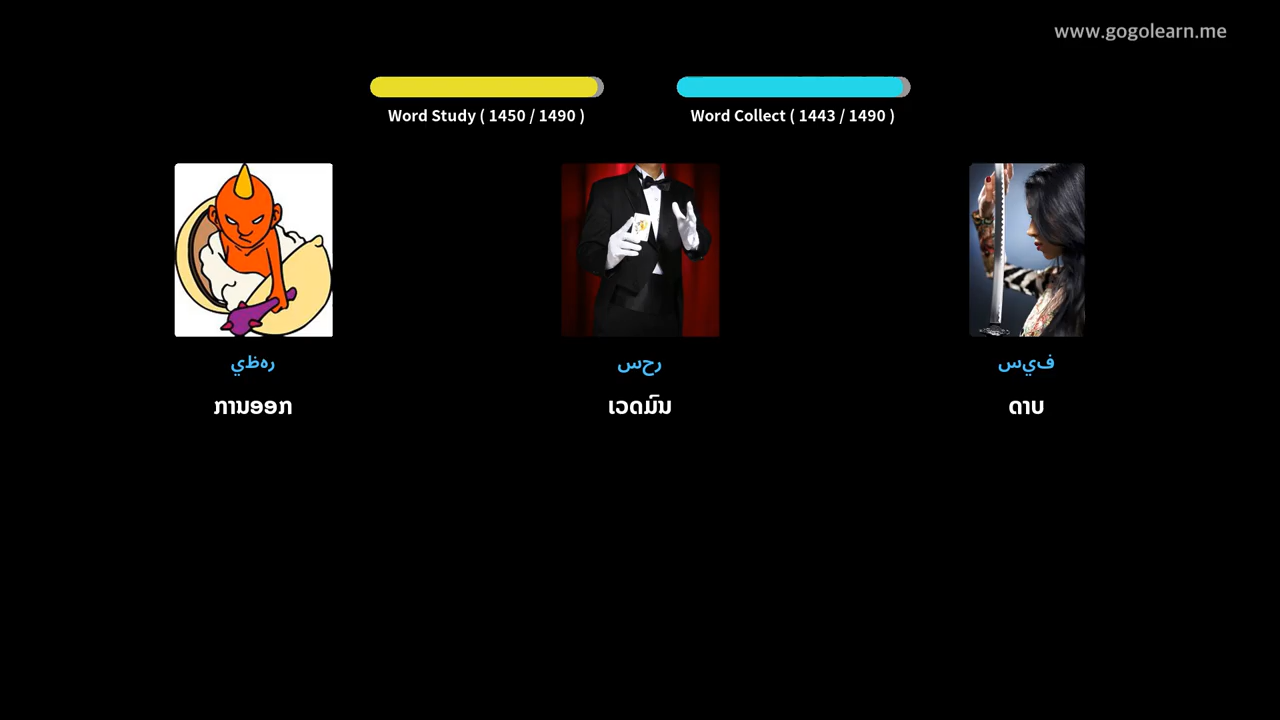 www.gogolearn.me
Word Study ( 1450 / 1490 )
Word Collect ( 1443 / 1490 )
رهظي
رحس
فيس
ການອອກ
ເວດມົນ
ດາບ